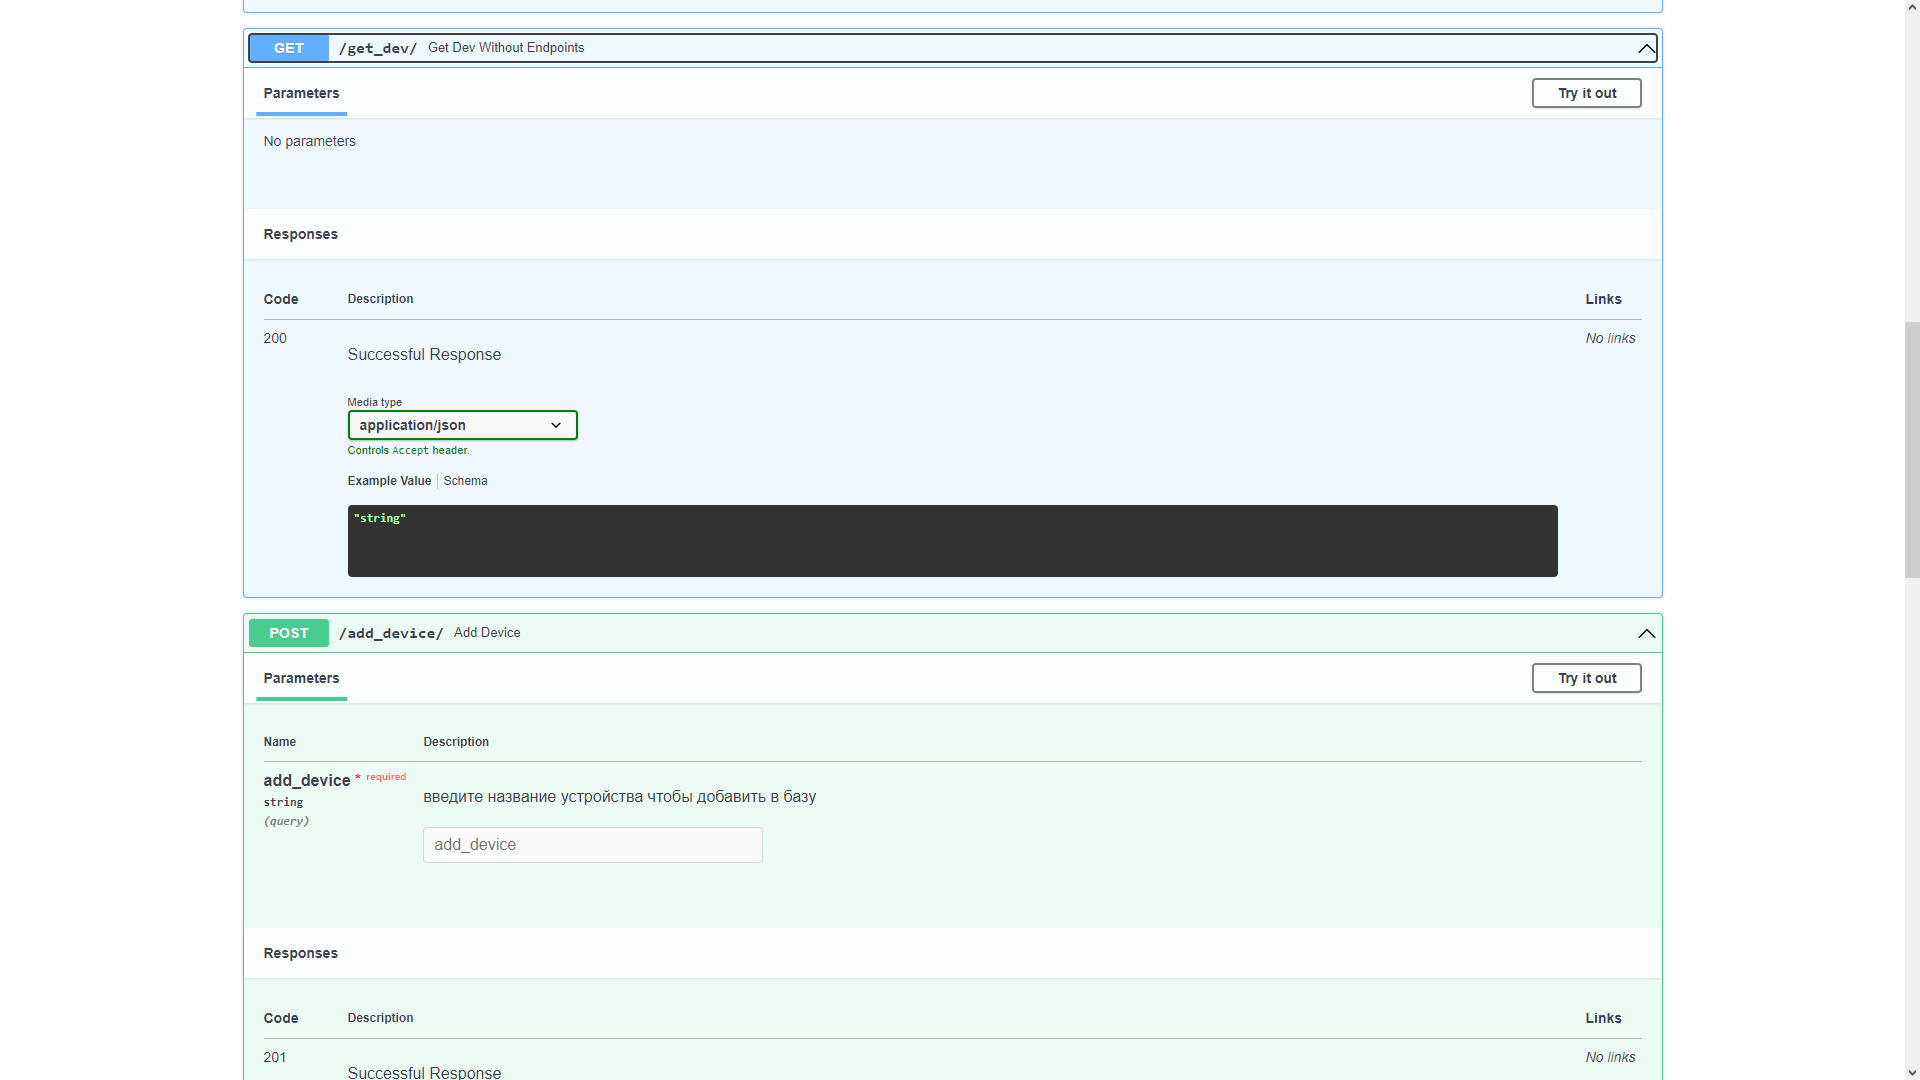 GET /get_dev/ Get Dev Without Endpoints
Parameters Try it out
No parameters
Responses
Code Description Links
200 No links
Successful Response
Media type
application/json
Controls Accept header.
Example Value Schema
"string"
POST /add_device/ Add Device
Parameters Try it out
Name Description
add_device * required
string
(query)
введите название устройства чтобы добавить в базу
add_device
Responses
Code Description Links
201 No links
Successful Response